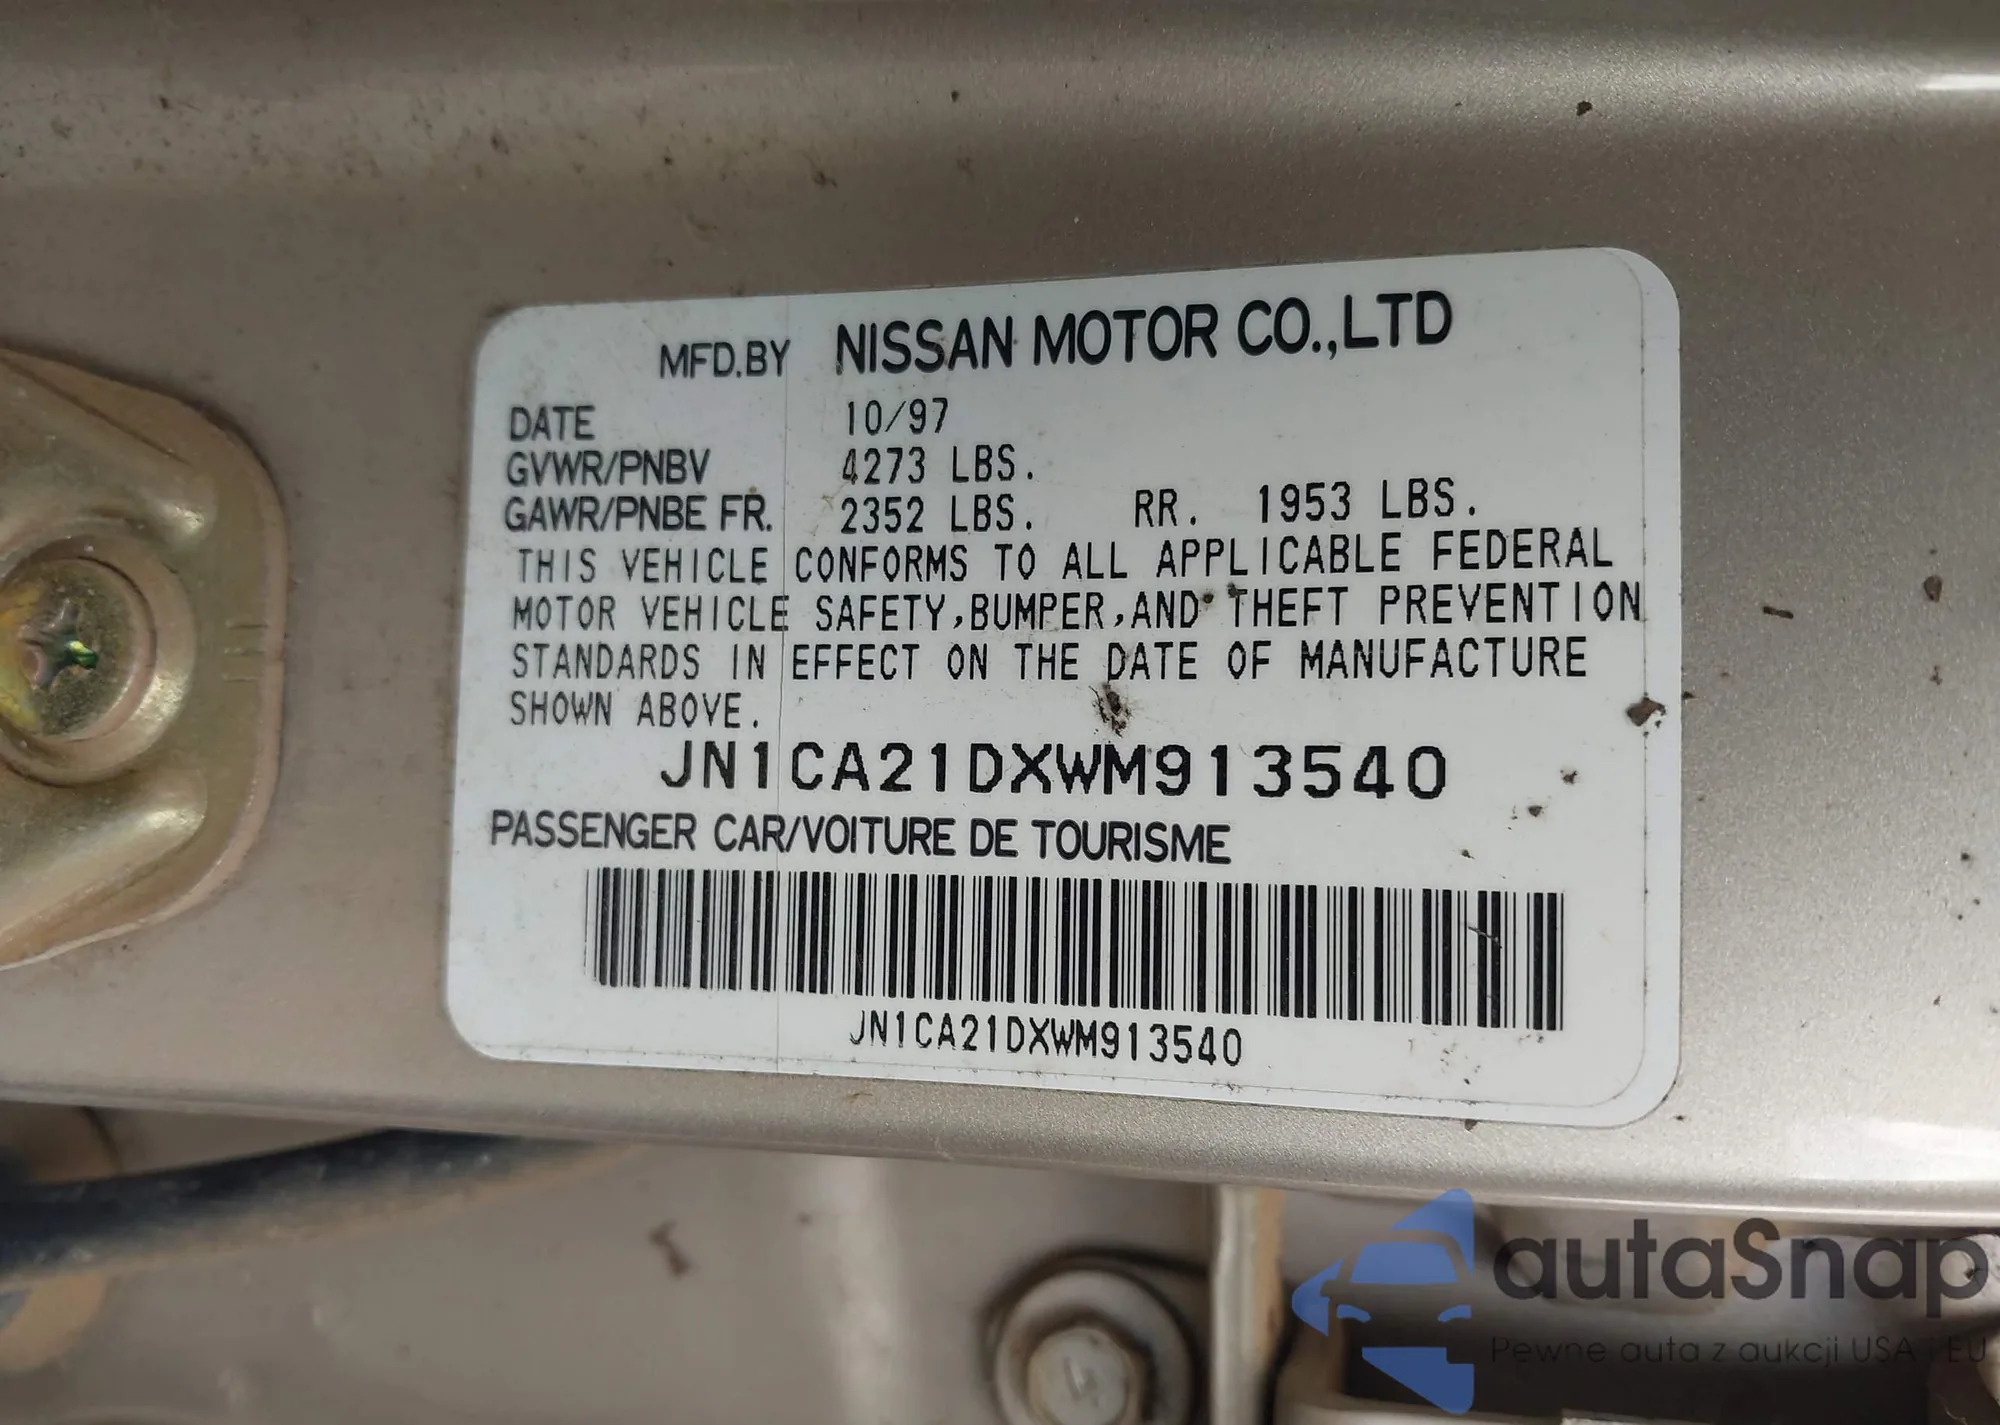 MFD.BY NISSAN MOTOR CO.,LTD
DATE 10/97
GVWR/PNBV 4273 LBS.
GAWR/PNBE FR. 2352 LBS. RR. 1953 LBS.
THIS VEHICLE CONFORMS TO ALL APPLICABLE FEDERAL
MOTOR VEHICLE SAFETY,BUMPER,AND THEFT PREVENTION
STANDARDS IN EFFECT ON THE DATE OF MANUFACTURE
SHOWN ABOVE.
JN1CA21DXWM913540
PASSENGER CAR/VOITURE DE TOURISME
JN1CA21DXWM913540
autaSnap
Pewne auta z aukcji USA i EU